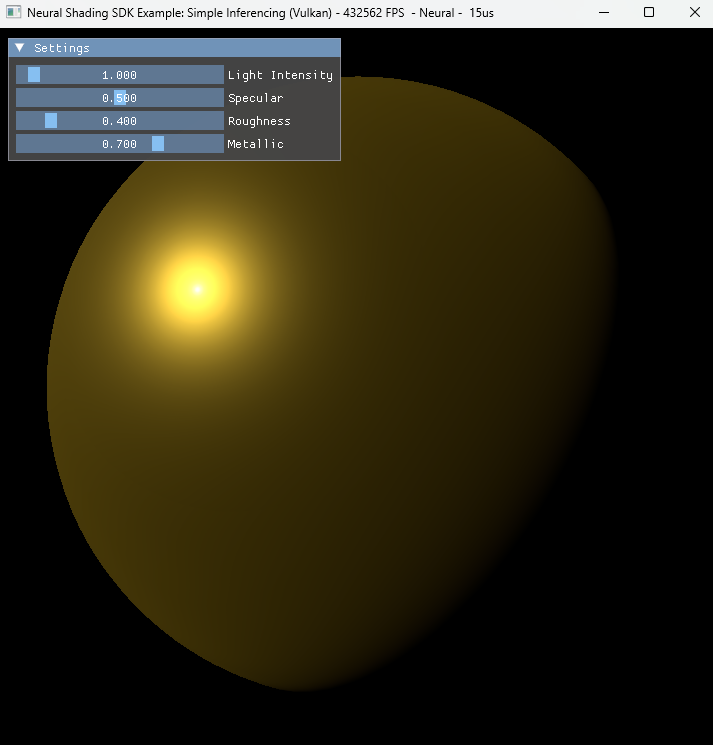 Neural Shading SDK Example: Simple Inferencing (Vulkan) - 432562 FPS  - Neural -  15us
Settings
1.000 Light Intensity
0.500 Specular
0.400 Roughness
0.700 Metallic